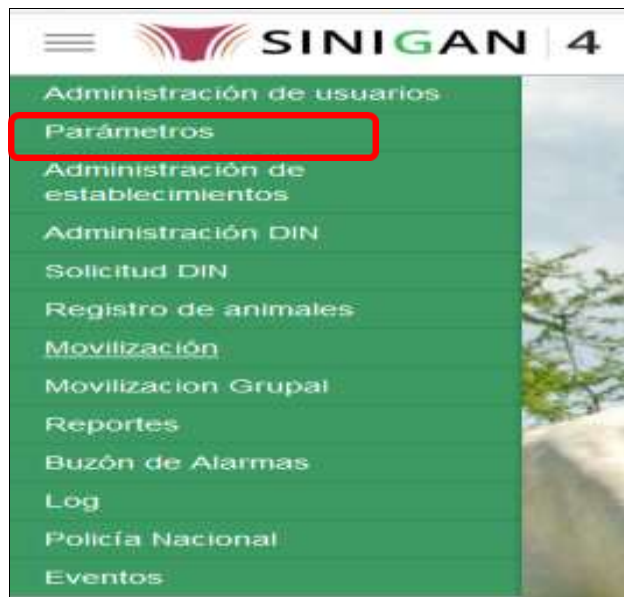 SINIGAN 4
Administración de usuarios
Parámetros
Administración de
establecimientos
Administración DIN
Solicitud DIN
Registro de animales
Movilización
Movilizacion Grupal
Reportes
Buzón de Alarmas
Log
Policía Nacional
Eventos